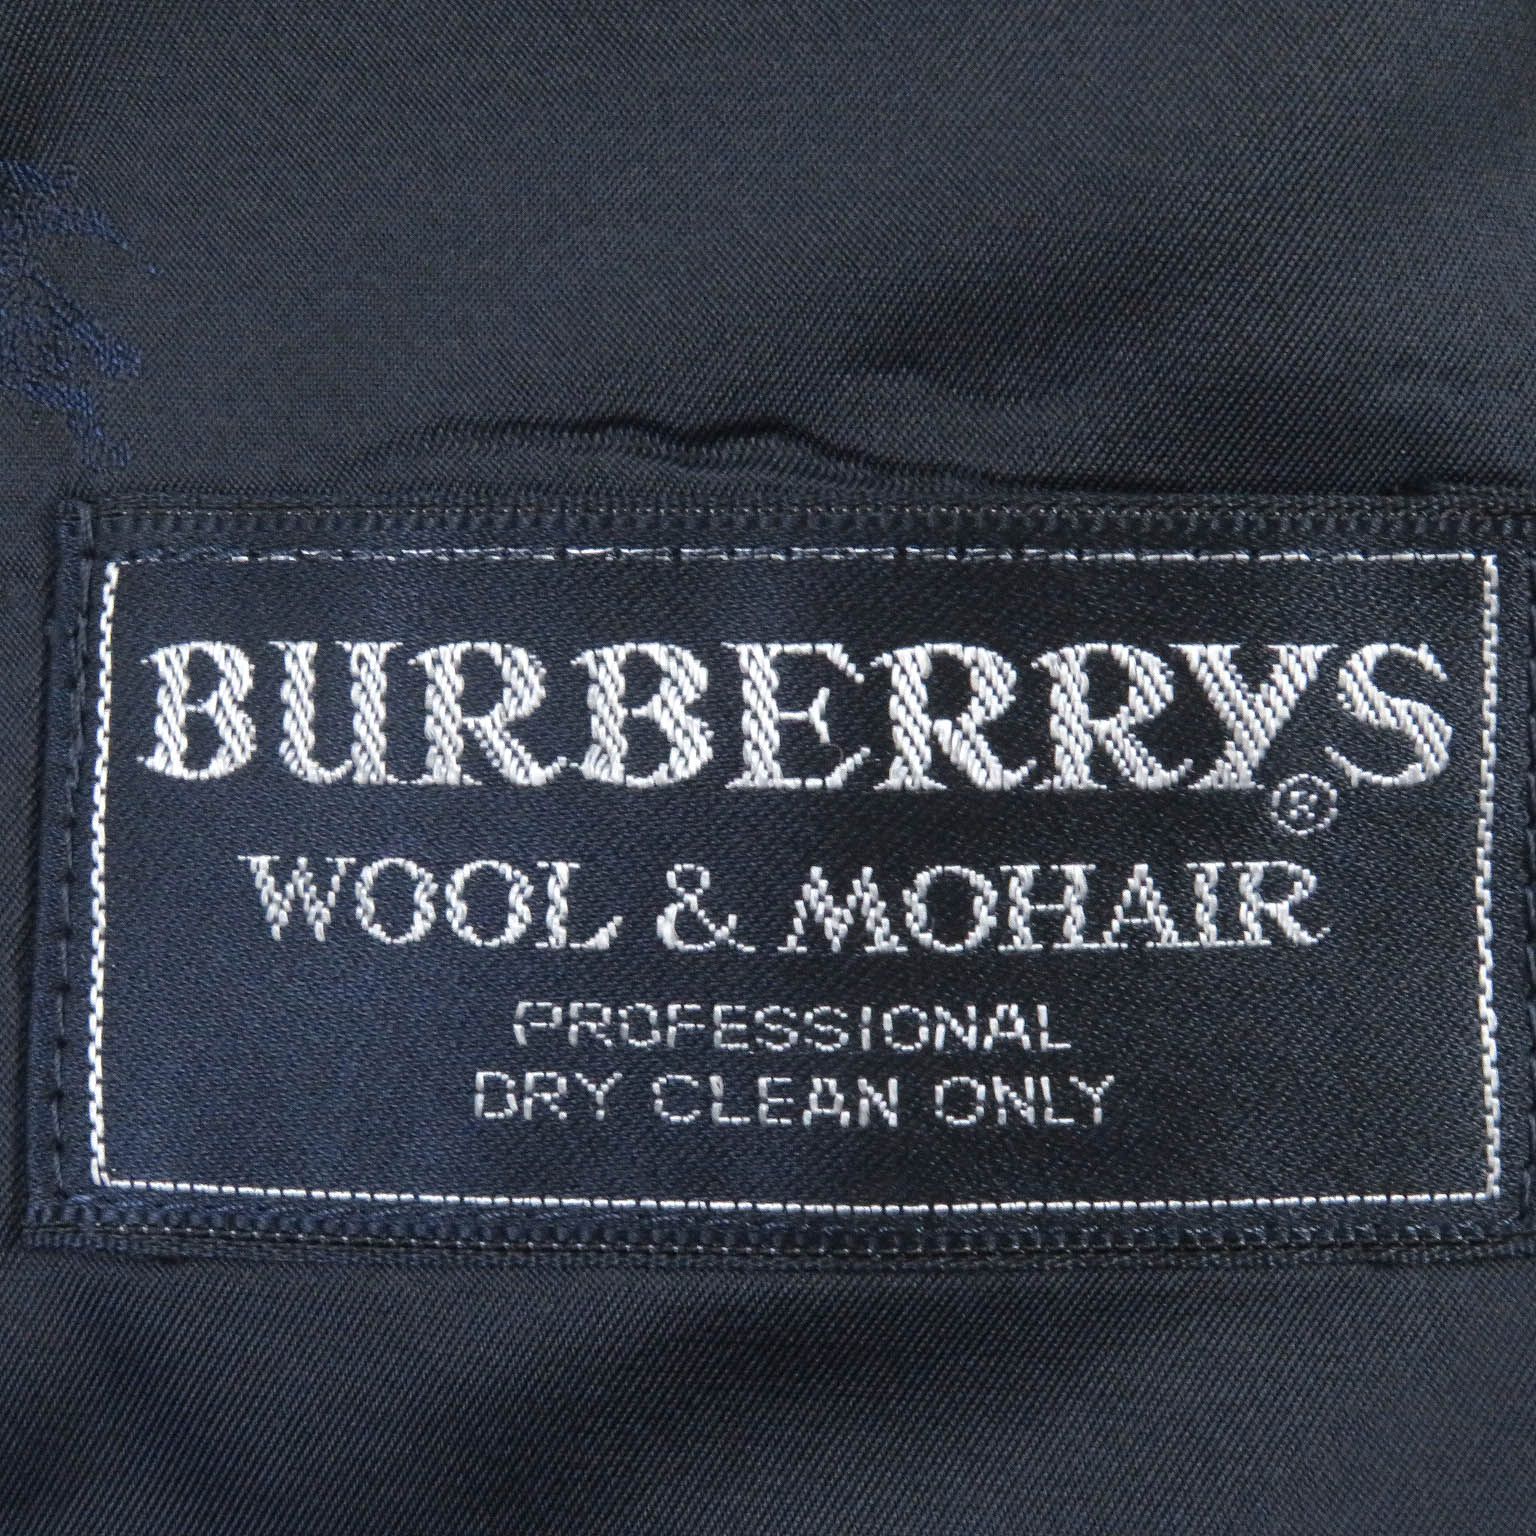 BURBERRYS®
WOOL & MOHAIR
PROFESSIONAL
DRY CLEAN ONLY